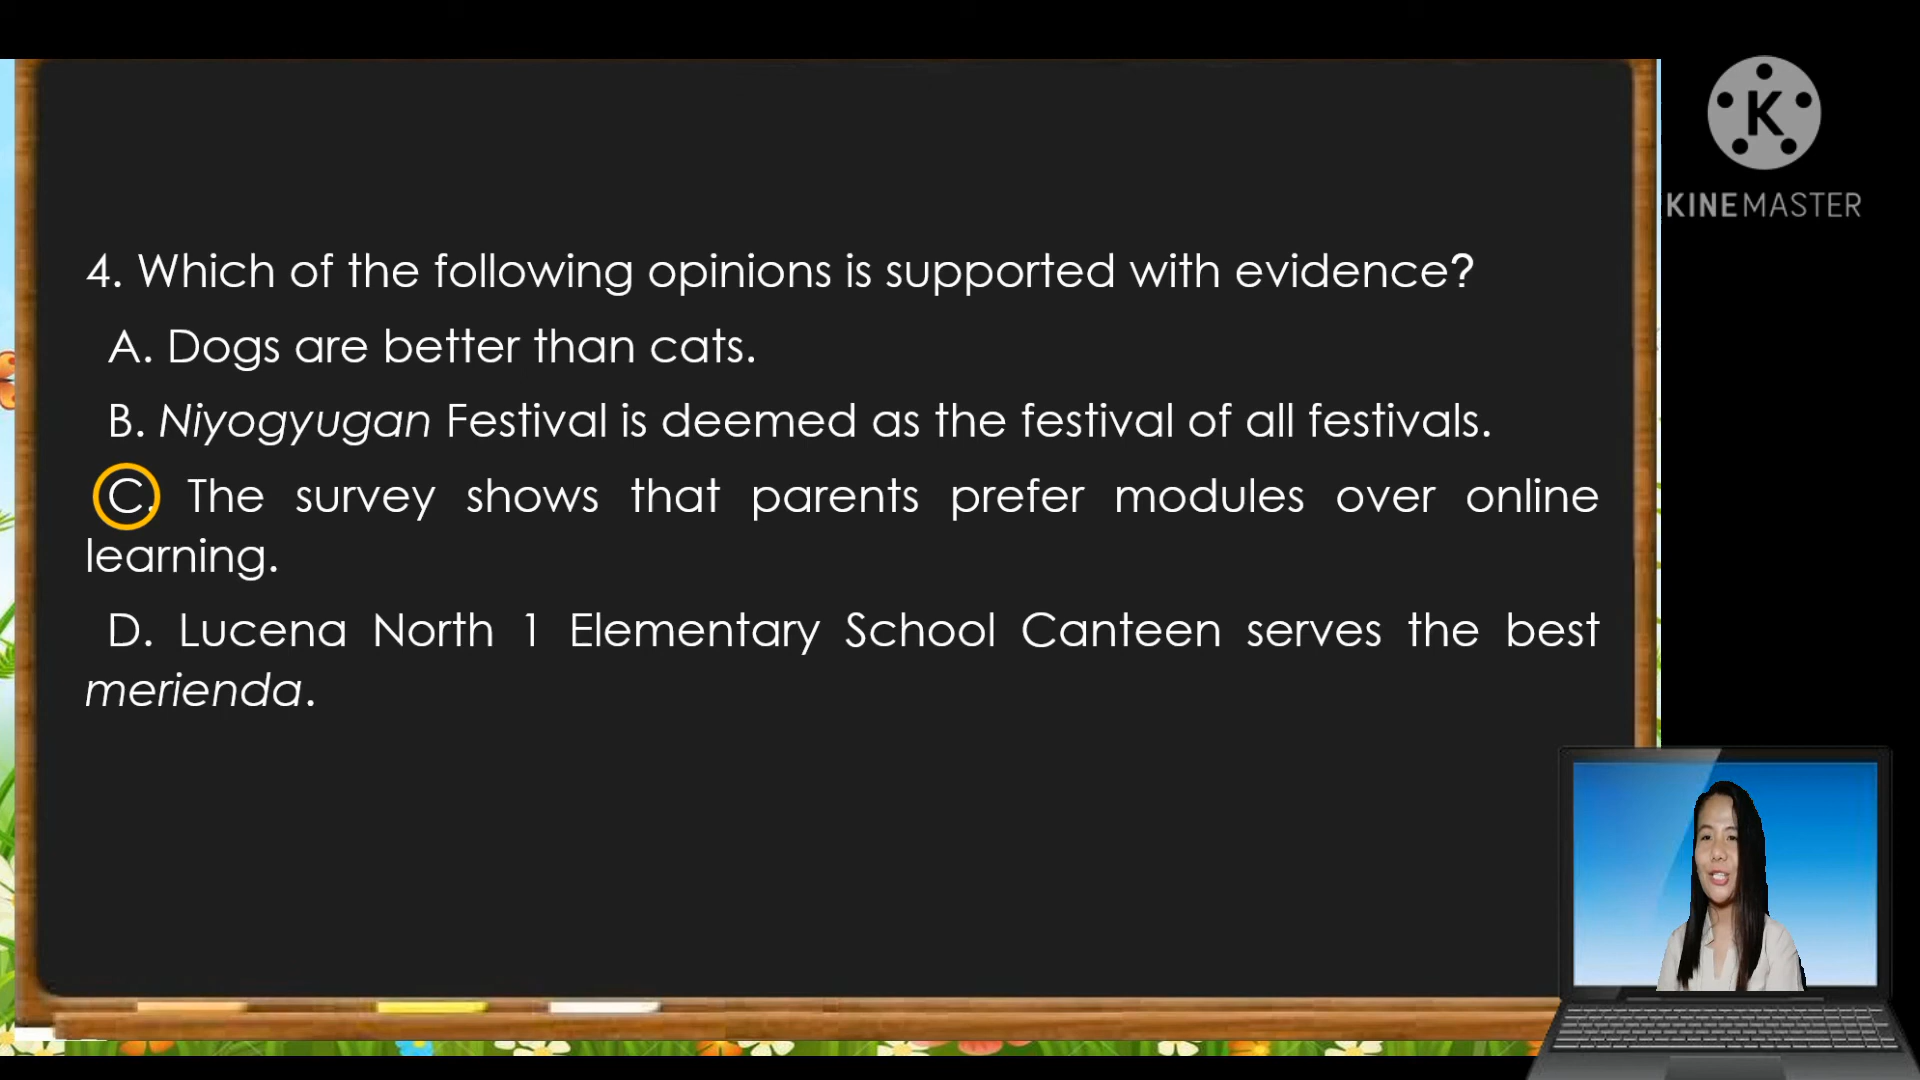 K
KINEMASTER
4. Which of the following opinions is supported with evidence?
A. Dogs are better than cats.
B. Niyogyugan Festival is deemed as the festival of all festivals.
C. The survey shows that parents prefer modules over online
learning.
D. Lucena North 1 Elementary School Canteen serves the best
merienda.